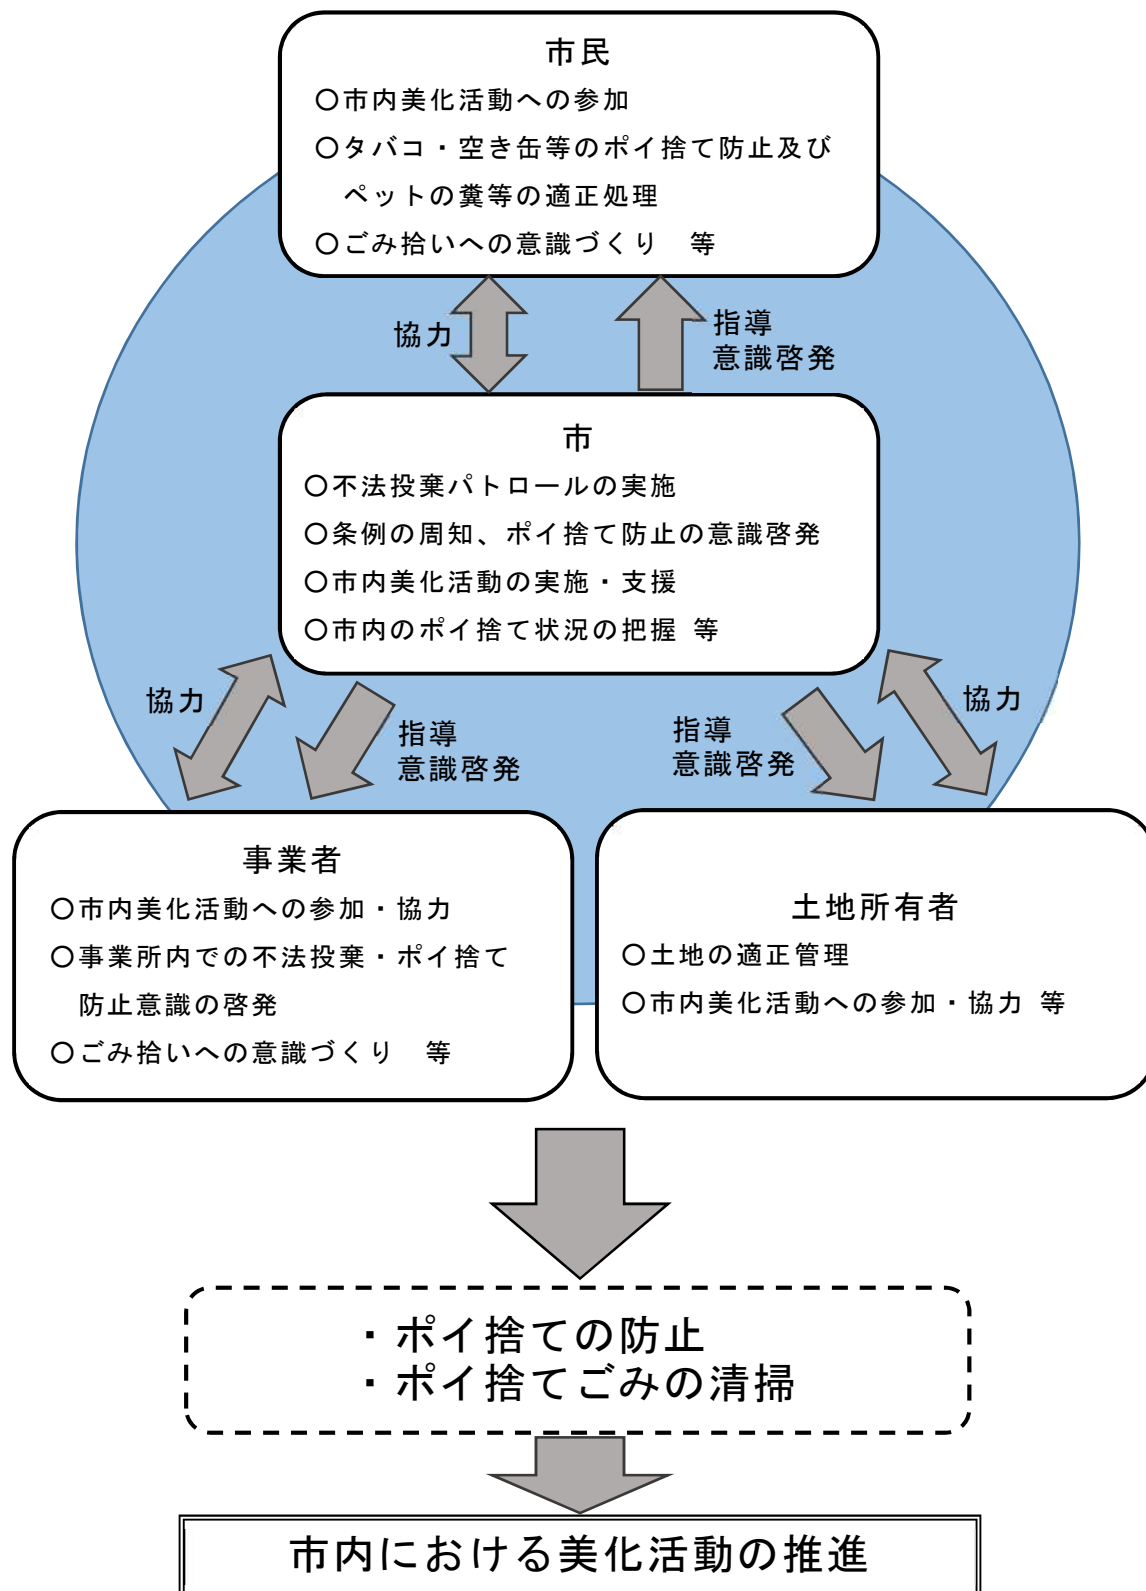 市民
○市内美化活動への参加
○タバコ・空き缶等のポイ捨て防止及び
ペットの糞等の適正処理
○ごみ拾いへの意識づくり　等
協力
指導
意識啓発
市
○不法投棄パトロールの実施
○条例の周知、ポイ捨て防止の意識啓発
○市内美化活動の実施・支援
○市内のポイ捨て状況の把握 等
協力
指導
意識啓発
指導
意識啓発
協力
事業者
○市内美化活動への参加・協力
○事業所内での不法投棄・ポイ捨て
防止意識の啓発
○ごみ拾いへの意識づくり　等
土地所有者
○土地の適正管理
○市内美化活動への参加・協力 等
・ポイ捨ての防止
・ポイ捨てごみの清掃
市内における美化活動の推進